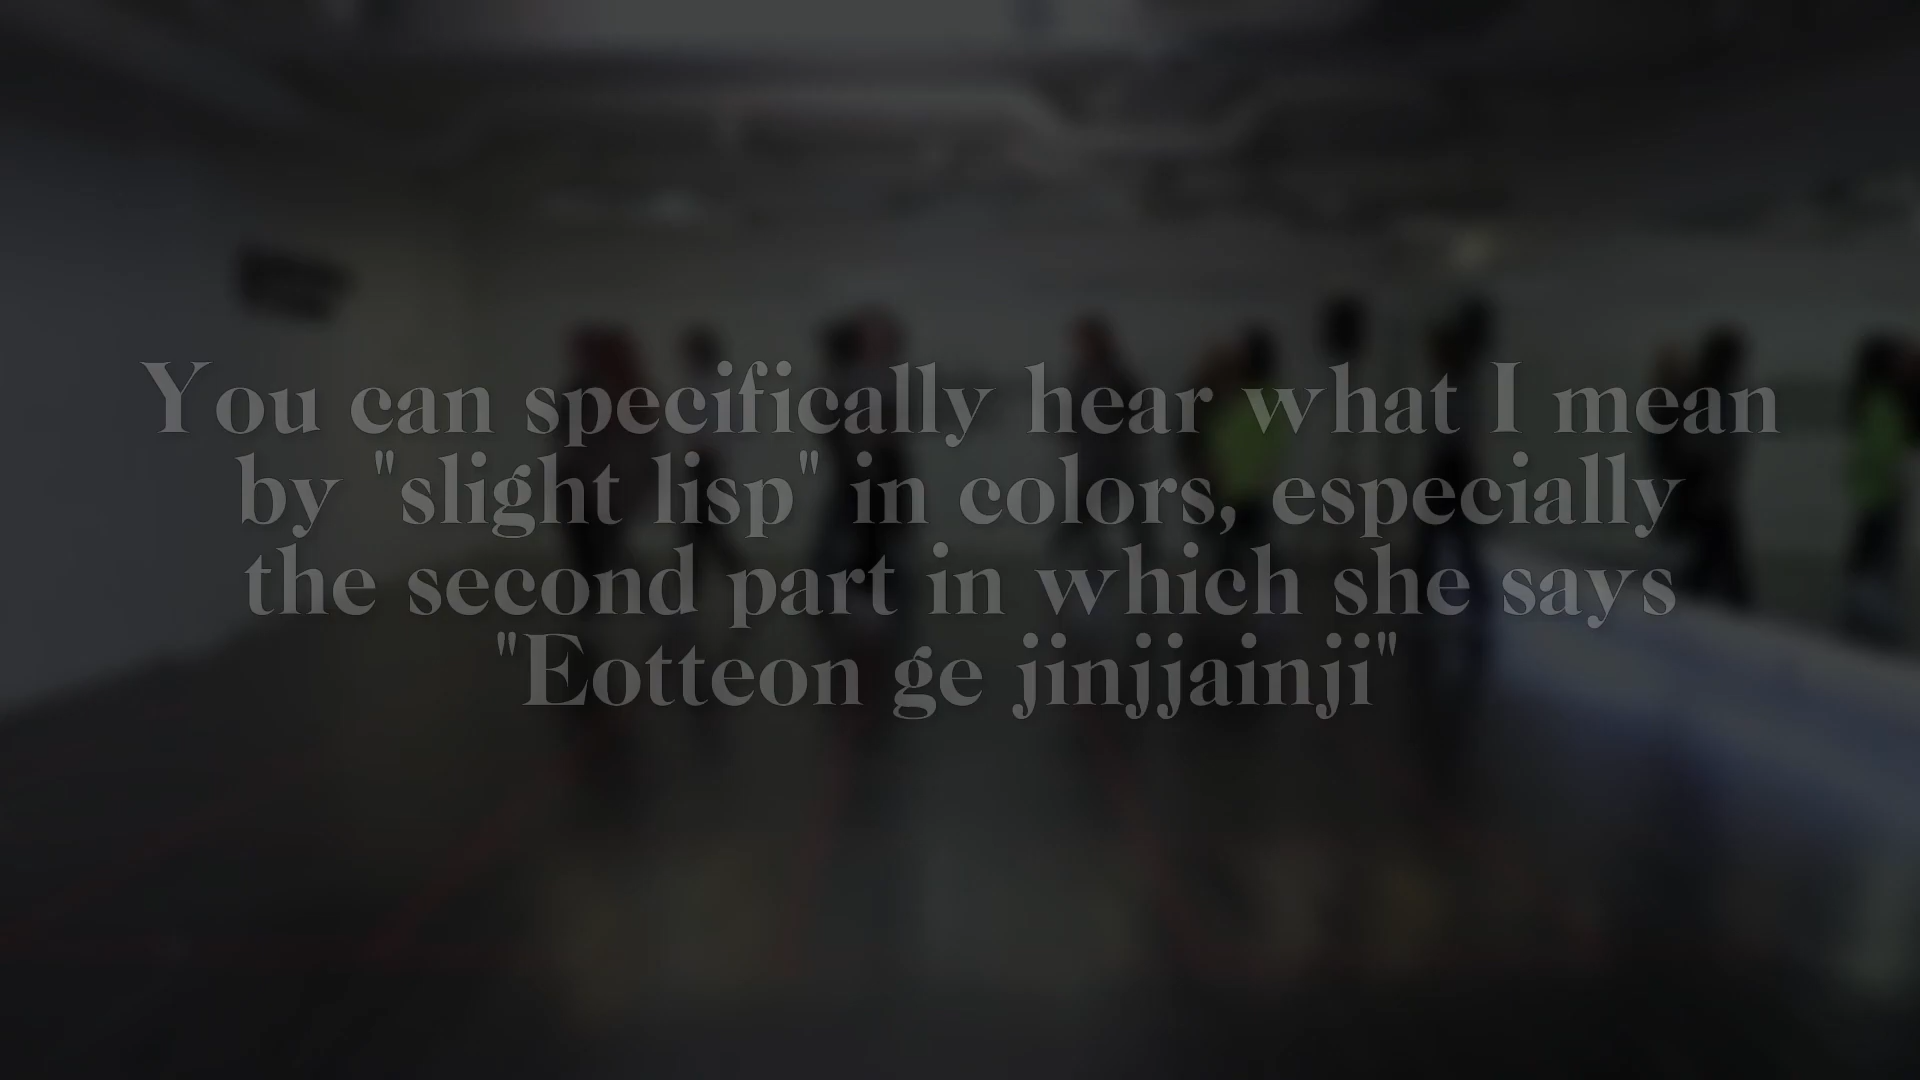 You can specifically hear what I mean
by "slight lisp" in colors, especially
the second part in which she says
"Eotteon ge jinjjainji"